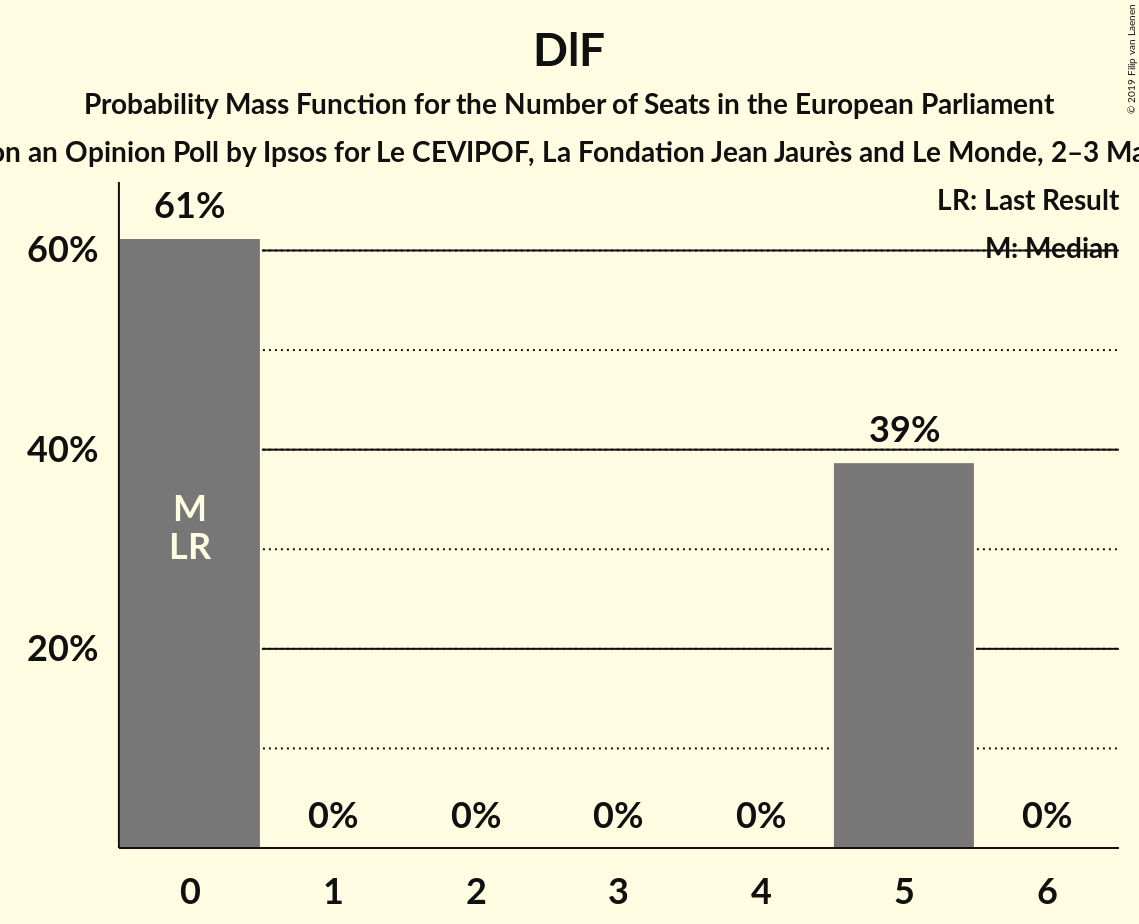 DlF
Probability Mass Function for the Number of Seats in the European Parliament
on an Opinion Poll by Ipsos for Le CEVIPOF, La Fondation Jean Jaurès and Le Monde, 2–3 Ma
© 2019 Filip van Laenen
LR: Last Result
M: Median
61%
60%
39%
40%
M
LR
20%
0% 0% 0% 0% 0%
0 1 2 3 4 5 6